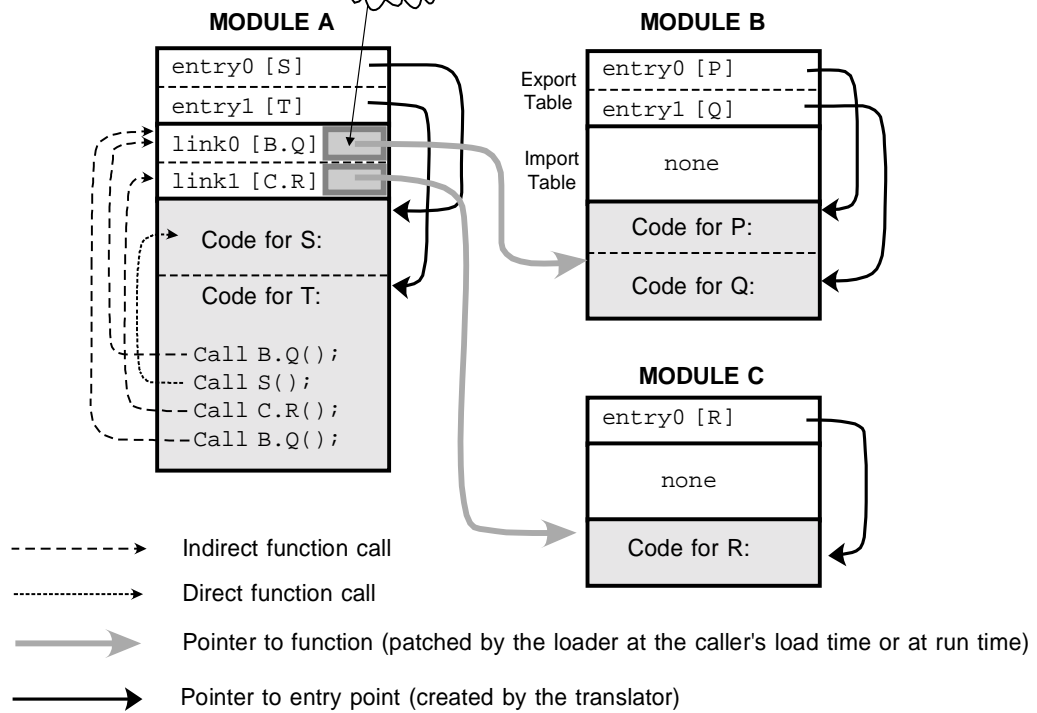 MODULE A
entry0 [S]
entry1 [T]
link0 [B.Q]
link1 [C.R]
Code for S:
Code for T:
Call B.Q();
Call S();
Call C.R();
Call B.Q();
MODULE B
Export
Table
entry0 [P]
entry1 [Q]
Import
Table
none
Code for P:
Code for Q:
MODULE C
entry0 [R]
none
Code for R:
Indirect function call
Direct function call
Pointer to function (patched by the loader at the caller's load time or at run time)
Pointer to entry point (created by the translator)